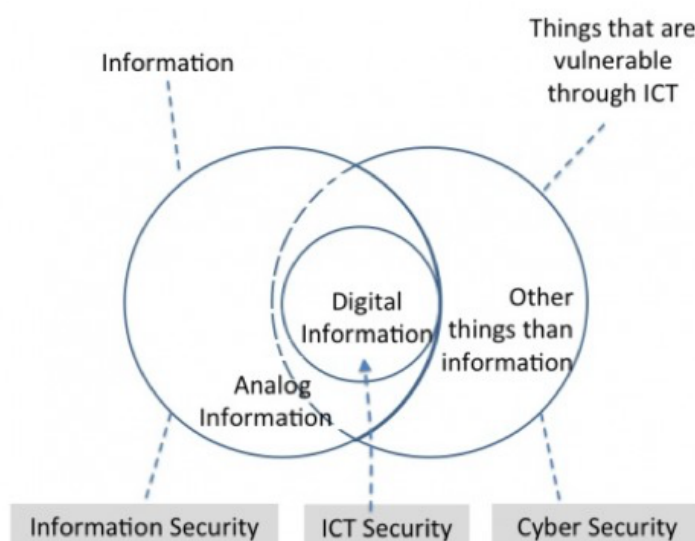 Information
Things that are
vulnerable
through ICT
Digital
Information
Other
things than
information
Analog
Information
Information Security
ICT Security
Cyber Security